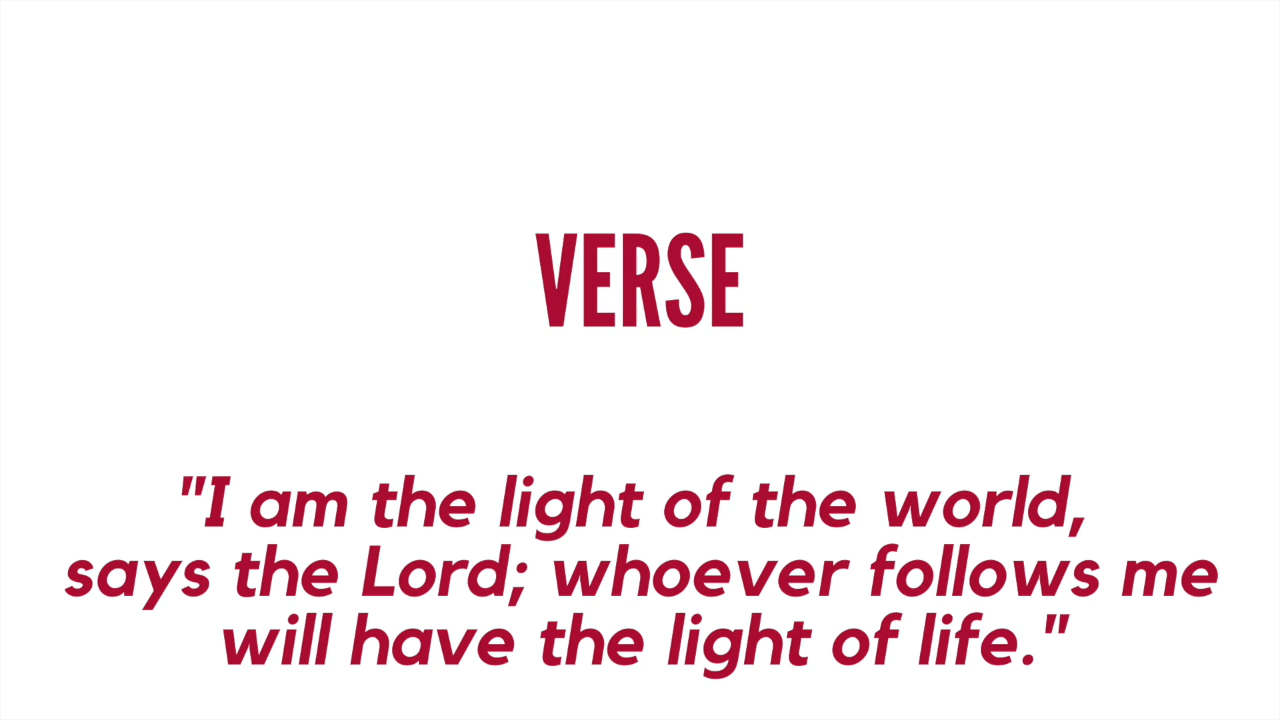 VERSE
"I am the light of the world,
says the Lord; whoever follows me
will have the light of life."